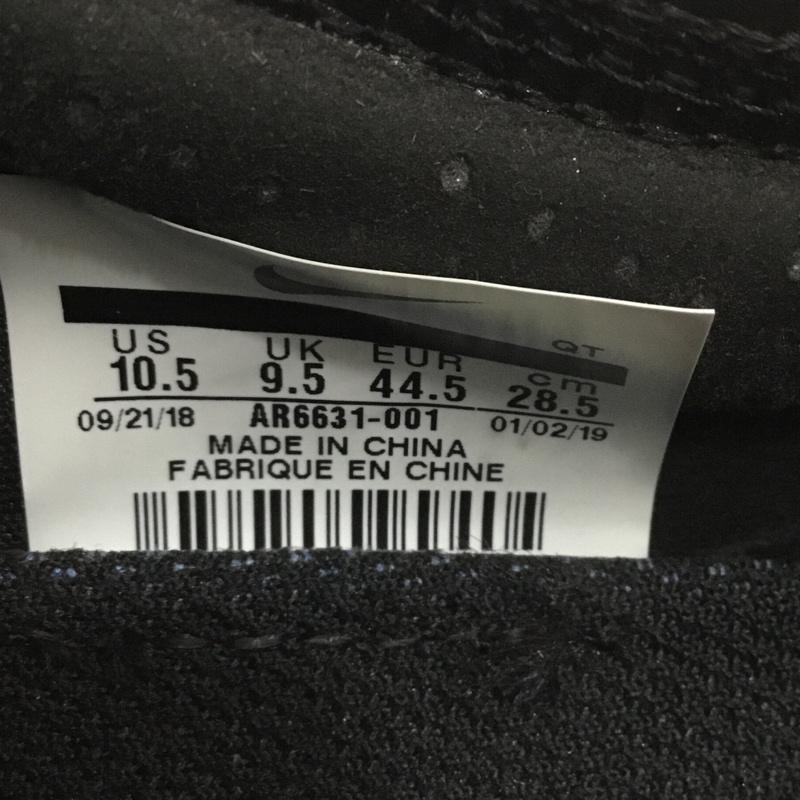 QT
US UK EUR cm
10.5 9.5 44.5 28.5
09/21/18 AR6631-001 01/02/19
MADE IN CHINA
FABRIQUE EN CHINE